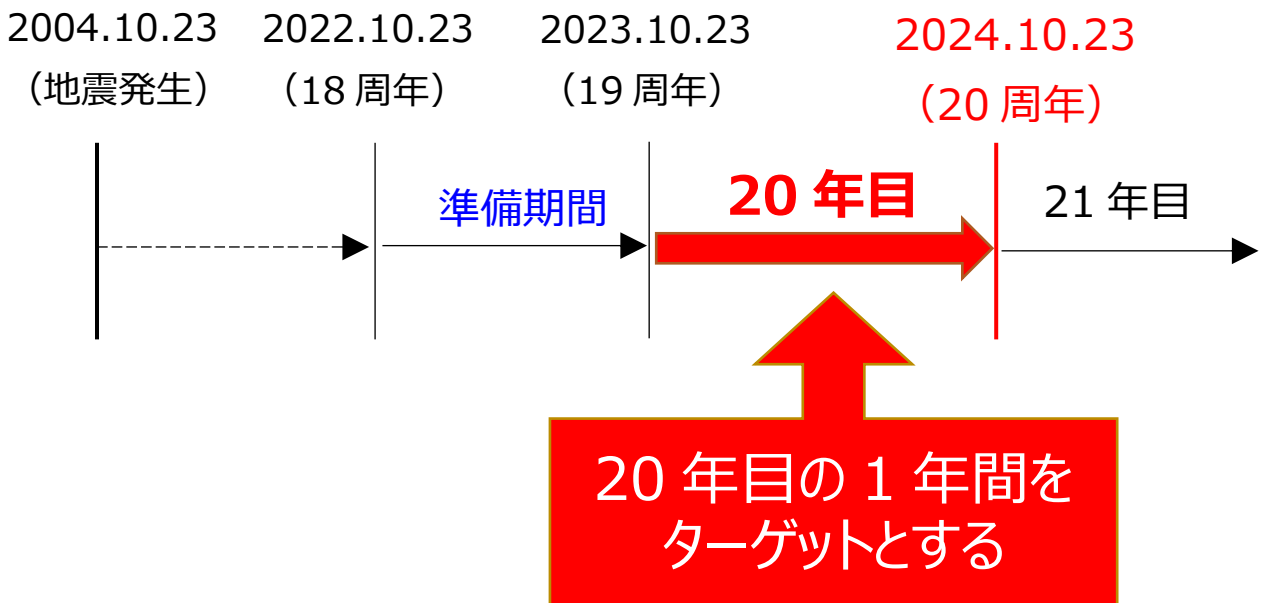 2004.10.23
（地震発生）
2022.10.23
（18 周年）
2023.10.23
（19 周年）
2024.10.23
（20 周年）
準備期間
20 年目
21 年目
20 年目の 1 年間を
ターゲットとする